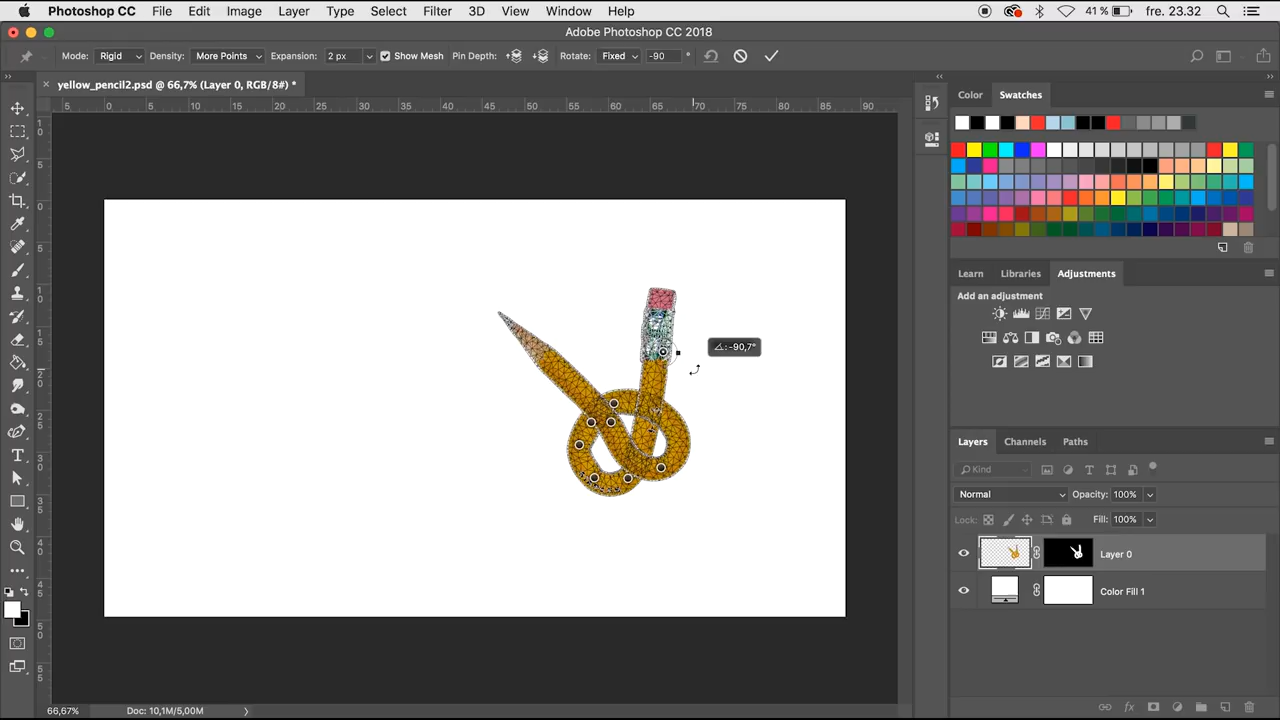 Photoshop CC File Edit Image Layer Type Select Filter 3D View Window Help 41 % fre. 23.32
Adobe Photoshop CC 2018
Mode: Rigid Density: More Points Expansion: 2 px Show Mesh Pin Depth: Rotate: Fixed -90 °
yellow_pencil2.psd @ 66,7% (Layer 0, RGB/8#) *
5 0 5 10 15 20 25 30 35 40 45 50 55 60 65 70 75 80 85 90
Color Swatches
Learn Libraries Adjustments
Add an adjustment
∡: -90,7°
Layers Channels Paths
Kind
Normal Opacity: 100%
Lock: Fill: 100%
Layer 0
Color Fill 1
fx
66,67% Doc: 10,1M/5,00M